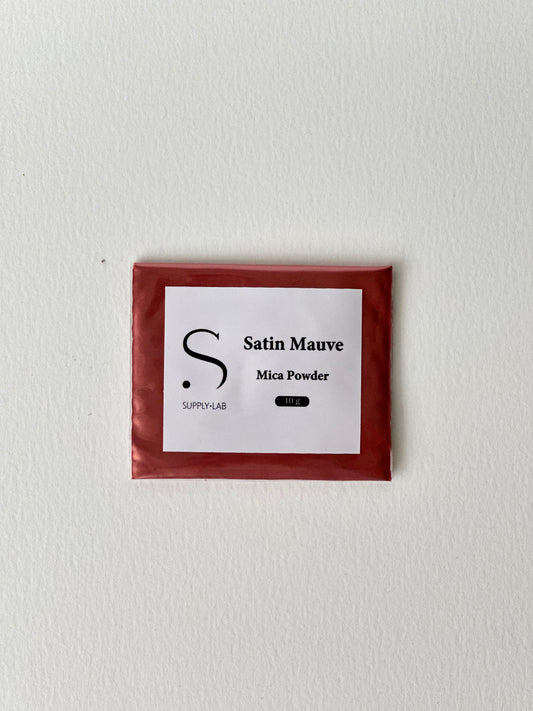 S
SUPPLY•LAB
Satin Mauve
Mica Powder
10 g